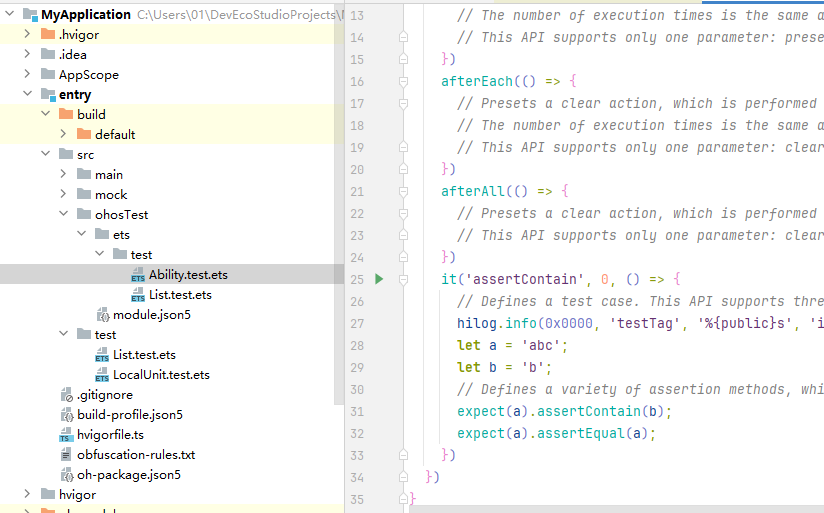 MyApplication C:\Users\01\DevEcoStudioProjects\
.hvigor
.idea
AppScope
entry
build
default
src
main
mock
ohosTest
ets
test
Ability.test.ets
List.test.ets
module.json5
test
List.test.ets
LocalUnit.test.ets
.gitignore
build-profile.json5
hvigorfile.ts
obfuscation-rules.txt
oh-package.json5
hvigor
13 // The number of execution times is the same a
14 // This API supports only one parameter: prese
15 })
16 afterEach(() => {
17 // Presets a clear action, which is performed
18 // The number of execution times is the same a
19 // This API supports only one parameter: clear
20 })
21 afterAll(() => {
22 // Presets a clear action, which is performed
23 // This API supports only one parameter: clear
24 })
25 it('assertContain', 0, () => {
26 // Defines a test case. This API supports thre
27 hilog.info(0x0000, 'testTag', '%{public}s', 'i
28 let a = 'abc';
29 let b = 'b';
30 // Defines a variety of assertion methods, whi
31 expect(a).assertContain(b);
32 expect(a).assertEqual(a);
33 })
34 })
35 }